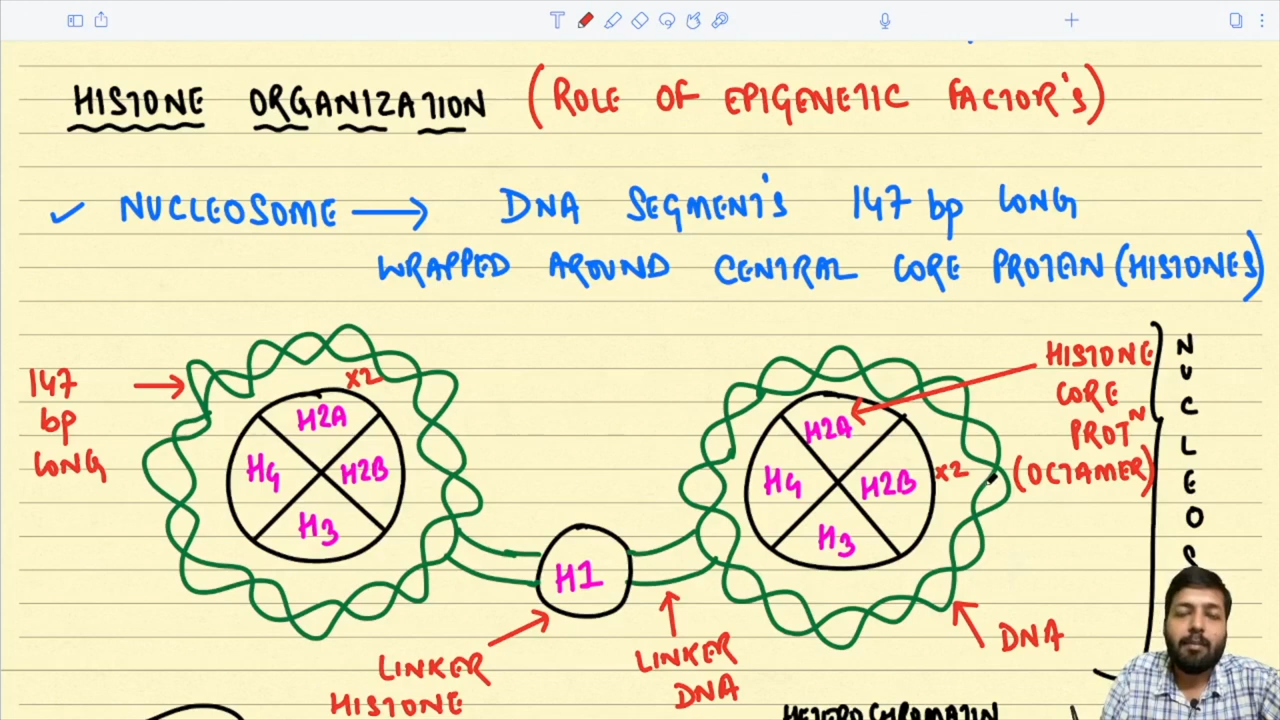 HISTONE ORGANIZATION (ROLE OF EPIGENETIC FACTOR'S)
✓ NUCLEOSOME → DNA SEGMENT'S 147 bp LONG
WRAPPED AROUND CENTRAL CORE PROTEIN (HISTONES)
147
bp
LONG
x2
H2A
H4
H2B
H3
H1
LINKER
HISTONE
LINKER
DNA
H2A
H4
H2B
H3
x2
HISTONE
CORE
PROTN
(OCTAMER)
DNA
N
U
C
L
E
O
S
HETEROCHROMATIN